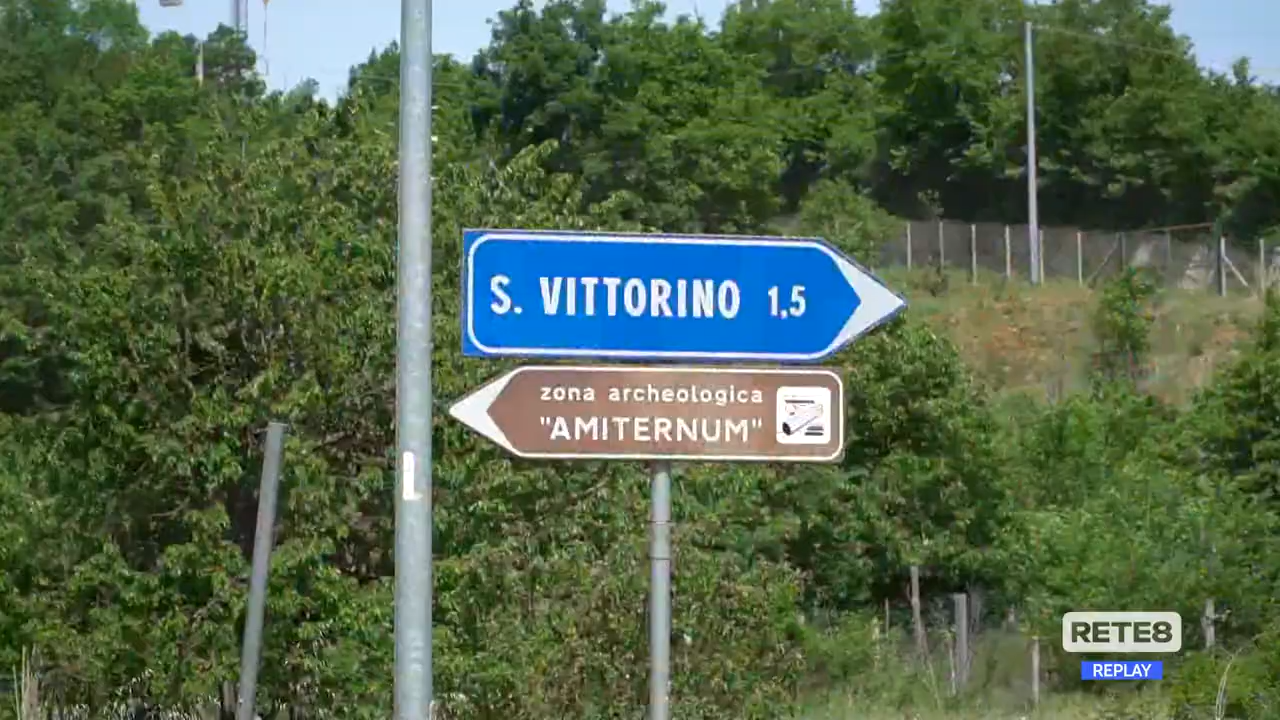 S. VITTORINO 1,5
zona archeologica
"AMITERNUM"
RETE8
REPLAY